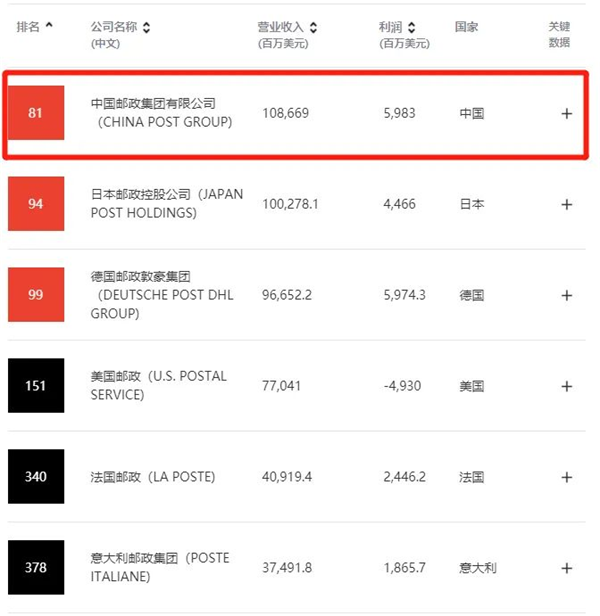 排名 公司名称 营业收入 利润 国家 关键
(中文) (百万美元) (百万美元) 数据
81 中国邮政集团有限公司 108,669 5,983 中国 +
（CHINA POST GROUP)
94 日本邮政控股公司（JAPAN 100,278.1 4,466 日本 +
POST HOLDINGS)
99 德国邮政敦豪集团 96,652.2 5,974.3 德国 +
（DEUTSCHE POST DHL
GROUP)
151 美国邮政（U.S. POSTAL 77,041 -4,930 美国 +
SERVICE)
340 法国邮政（LA POSTE) 40,919.4 2,446.2 法国 +
378 意大利邮政集团（POSTE 37,491.8 1,865.7 意大利 +
ITALIANE)